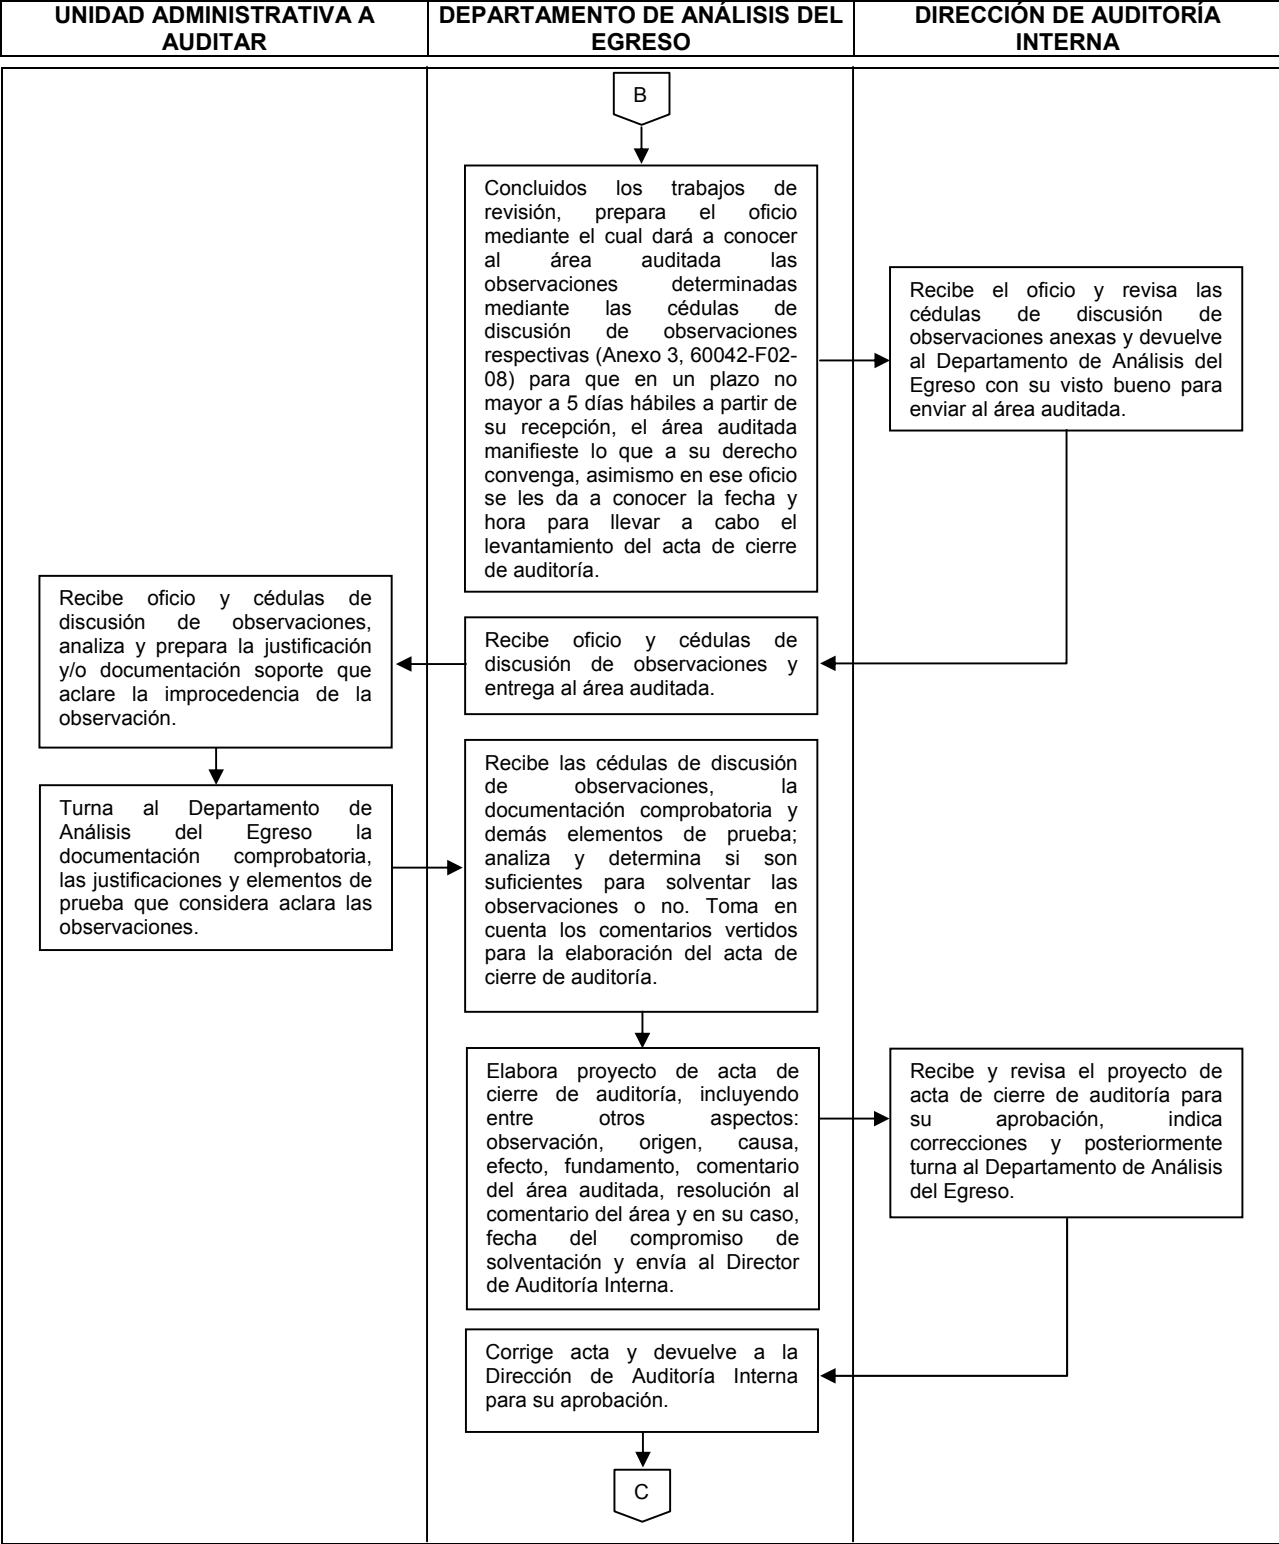 UNIDAD ADMINISTRATIVA A
AUDITAR
DEPARTAMENTO DE ANÁLISIS DEL
EGRESO
DIRECCIÓN DE AUDITORÍA
INTERNA
B
Concluidos los trabajos de
revisión, prepara el oficio
mediante el cual dará a conocer
al área auditada las
observaciones determinadas
mediante las cédulas de
discusión de observaciones
respectivas (Anexo 3, 60042-F02-
08) para que en un plazo no
mayor a 5 días hábiles a partir de
su recepción, el área auditada
manifieste lo que a su derecho
convenga, asimismo en ese oficio
se les da a conocer la fecha y
hora para llevar a cabo el
levantamiento del acta de cierre
de auditoría.
Recibe el oficio y revisa las
cédulas de discusión de
observaciones anexas y devuelve
al Departamento de Análisis del
Egreso con su visto bueno para
enviar al área auditada.
Recibe oficio y cédulas de
discusión de observaciones y
entrega al área auditada.
Recibe oficio y cédulas de
discusión de observaciones,
analiza y prepara la justificación
y/o documentación soporte que
aclare la improcedencia de la
observación.
Turna al Departamento de
Análisis del Egreso la
documentación comprobatoria,
las justificaciones y elementos de
prueba que considera aclara las
observaciones.
Recibe las cédulas de discusión
de observaciones, la
documentación comprobatoria y
demás elementos de prueba;
analiza y determina si son
suficientes para solventar las
observaciones o no. Toma en
cuenta los comentarios vertidos
para la elaboración del acta de
cierre de auditoría.
Elabora proyecto de acta de
cierre de auditoría, incluyendo
entre otros aspectos:
observación, origen, causa,
efecto, fundamento, comentario
del área auditada, resolución al
comentario del área y en su caso,
fecha del compromiso de
solventación y envía al Director
de Auditoría Interna.
Recibe y revisa el proyecto de
acta de cierre de auditoría para
su aprobación, indica
correcciones y posteriormente
turna al Departamento de Análisis
del Egreso.
Corrige acta y devuelve a la
Dirección de Auditoría Interna
para su aprobación.
C